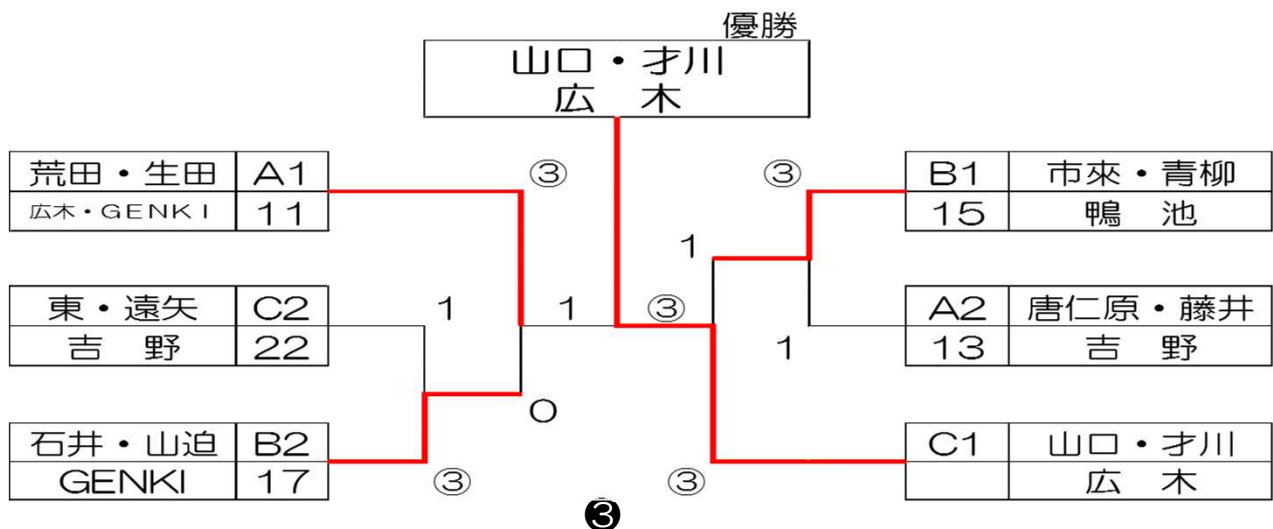 優勝
山口・才川
広 木
荒田・生田 A1
広木・GENKI 11
③
③
B1 市來・青柳
15 鴨 池
1
東・遠矢 C2
吉 野 22
1
1
③
1
A2 唐仁原・藤井
13 吉 野
0
石井・山迫 B2
GENKI 17
③
③
C1 山口・才川
広 木
❸